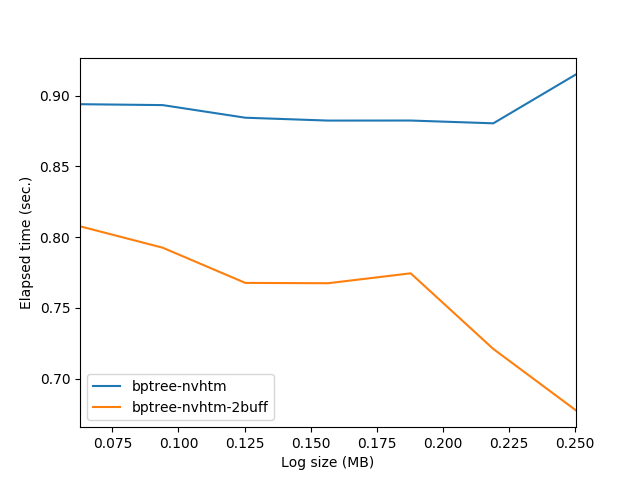 0.90
0.85
0.80
0.75
0.70
Elapsed time (sec.)
bptree-nvhtm
bptree-nvhtm-2buff
0.075 0.100 0.125 0.150 0.175 0.200 0.225 0.250
Log size (MB)